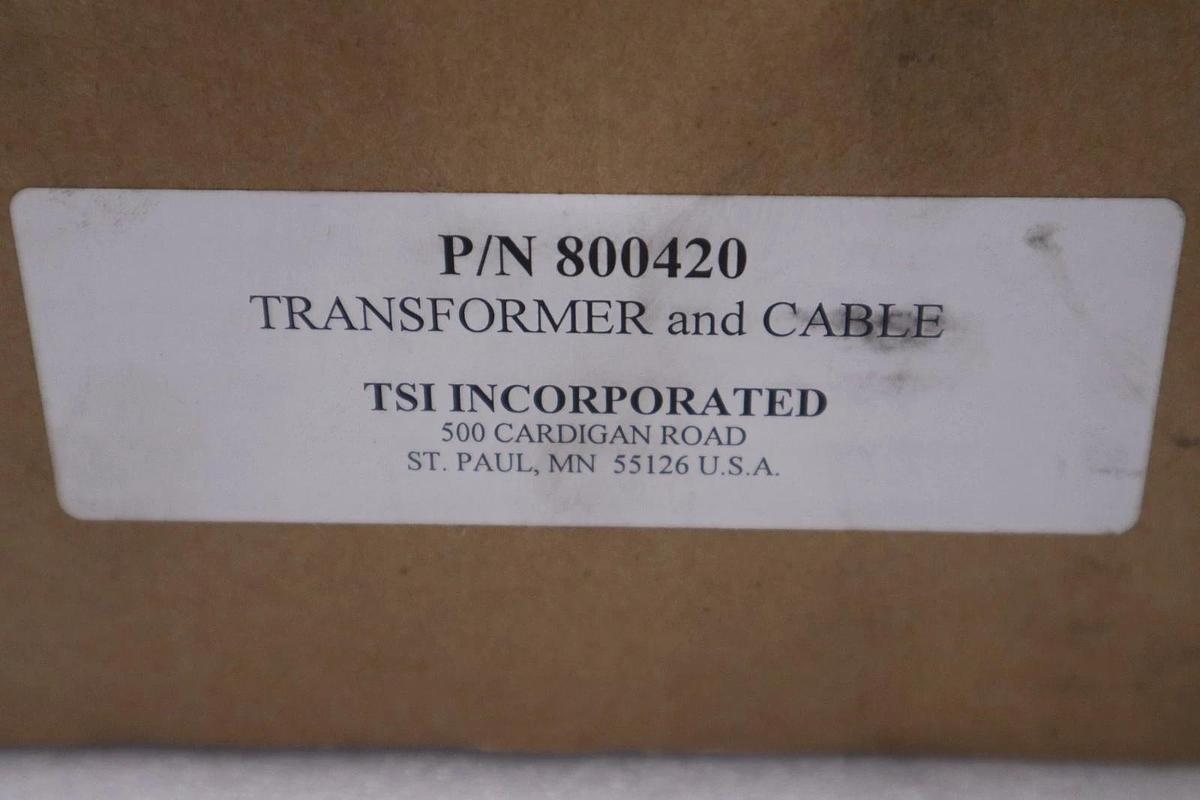 P/N 800420
TRANSFORMER and CABLE
TSI INCORPORATED
500 CARDIGAN ROAD
ST. PAUL, MN 55126 U.S.A.